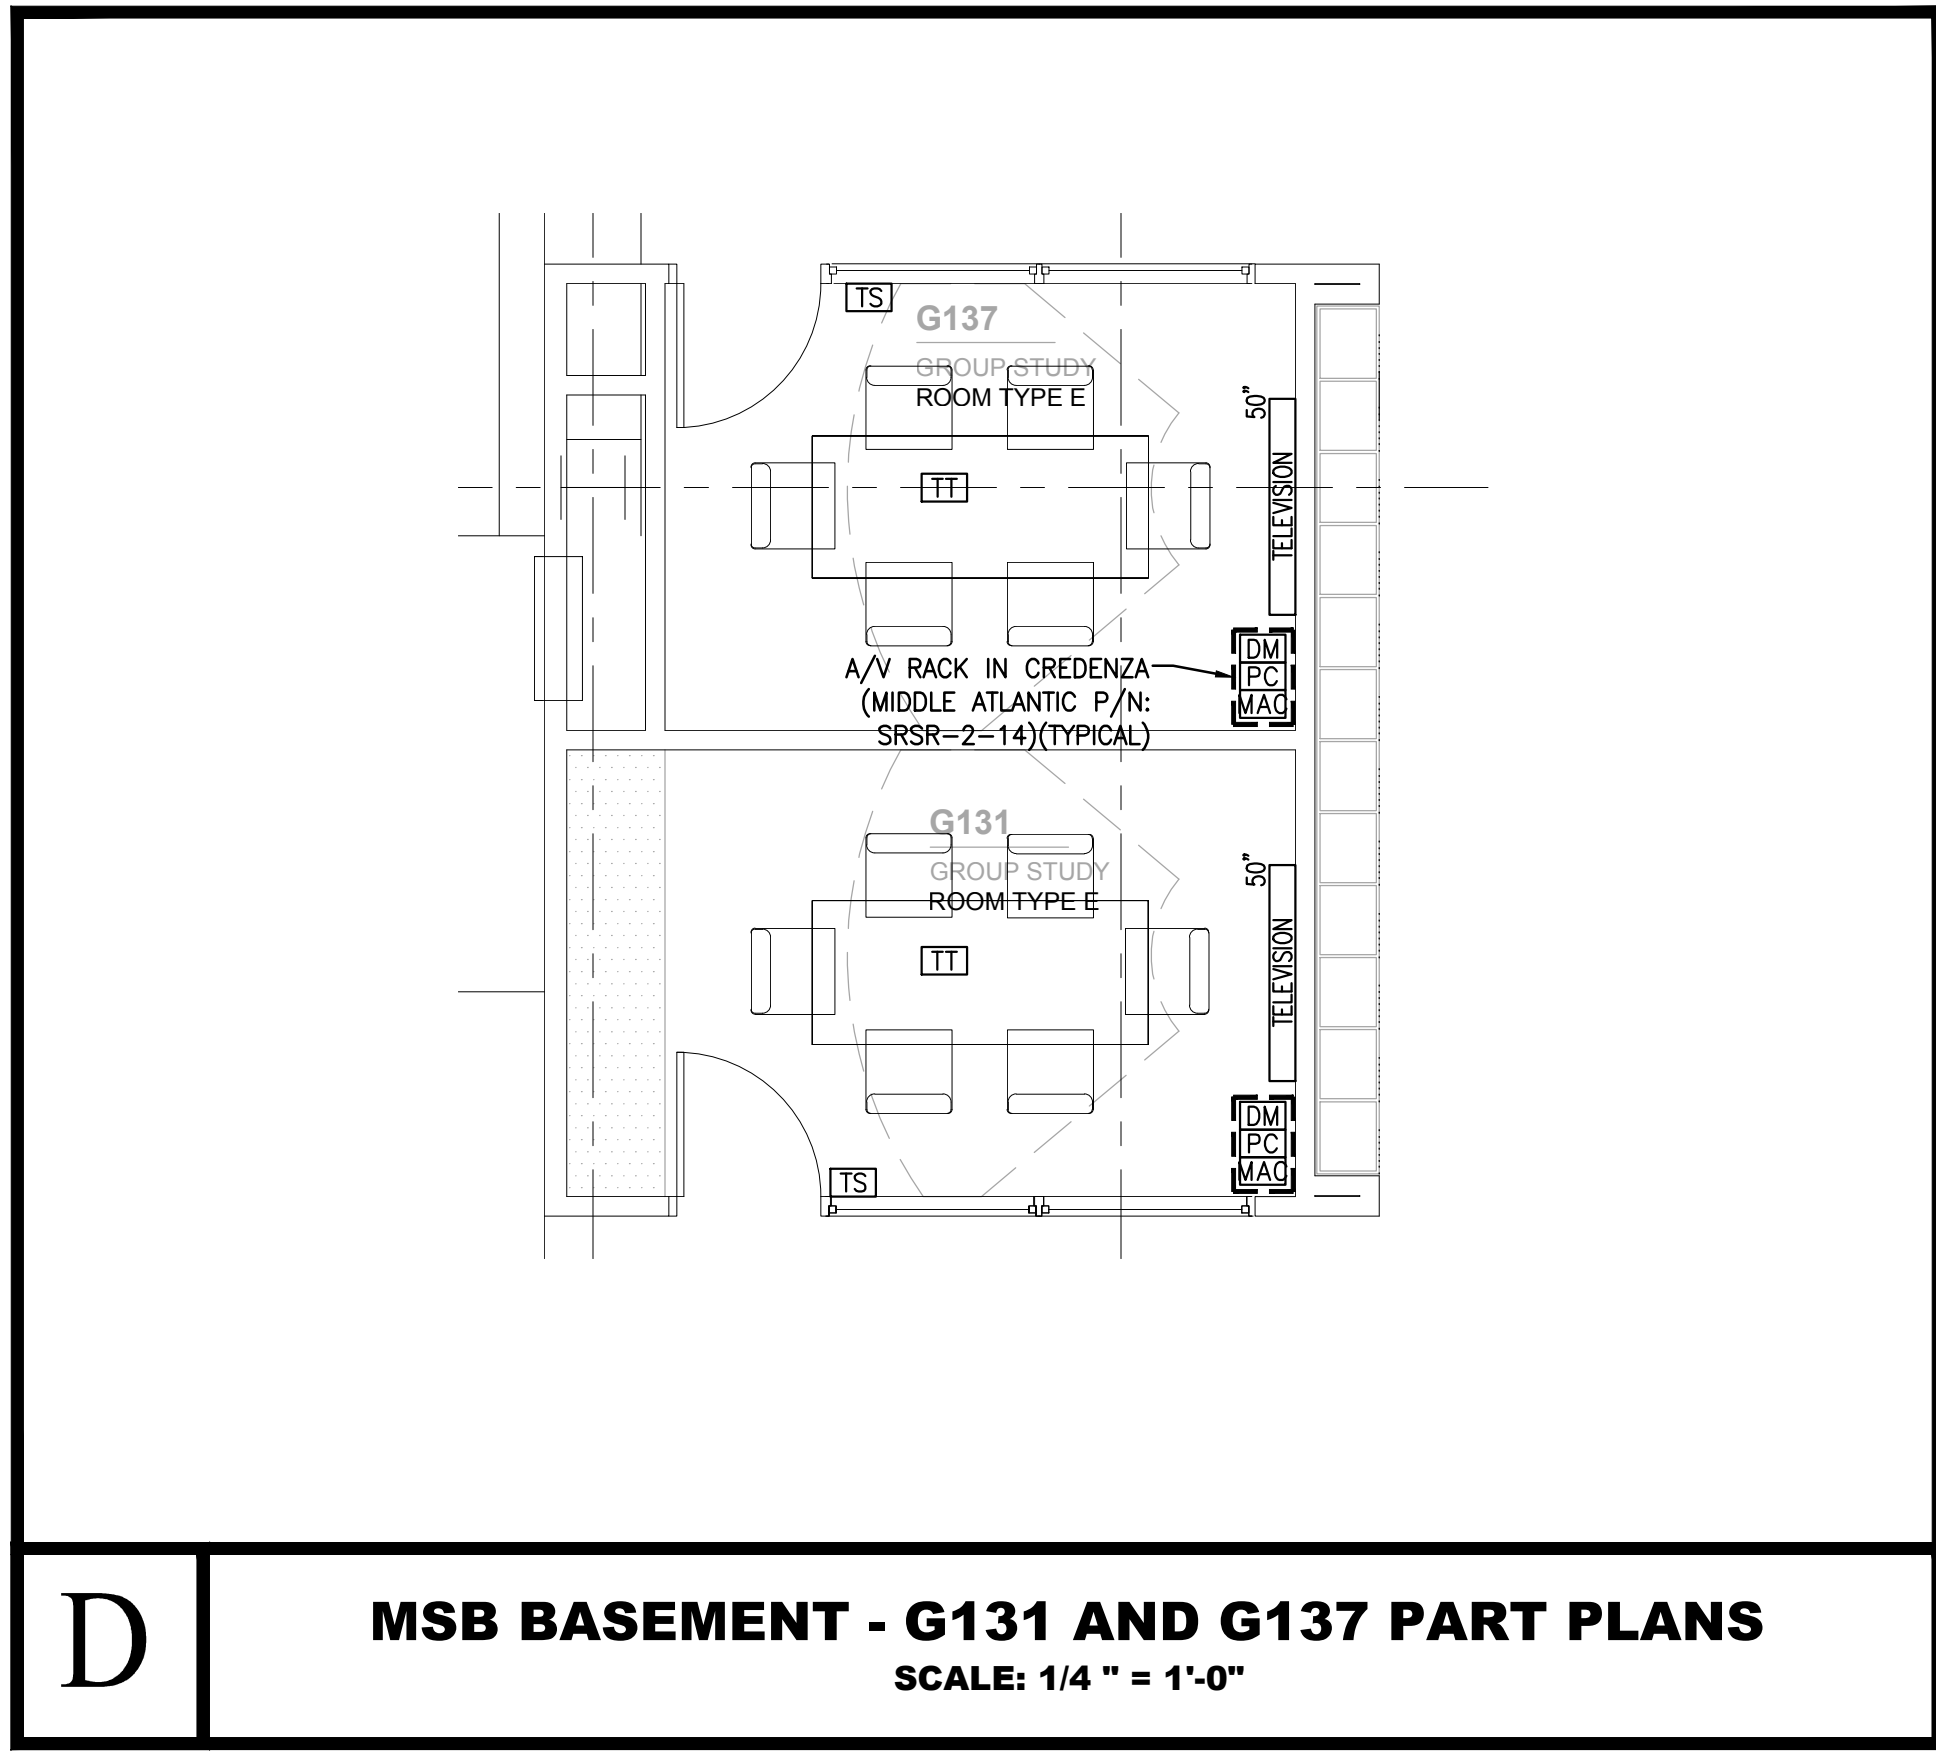 TS
G137
GROUP STUDY
ROOM TYPE E
50"
TT
TELEVISION
A/V RACK IN CREDENZA
(MIDDLE ATLANTIC P/N:
SRSR-2-14)(TYPICAL)
DM
PC
MAC
G131
GROUP STUDY
ROOM TYPE E
50"
TT
TELEVISION
DM
PC
MAC
TS
D
MSB BASEMENT - G131 AND G137 PART PLANS
SCALE: 1/4 " = 1'-0"